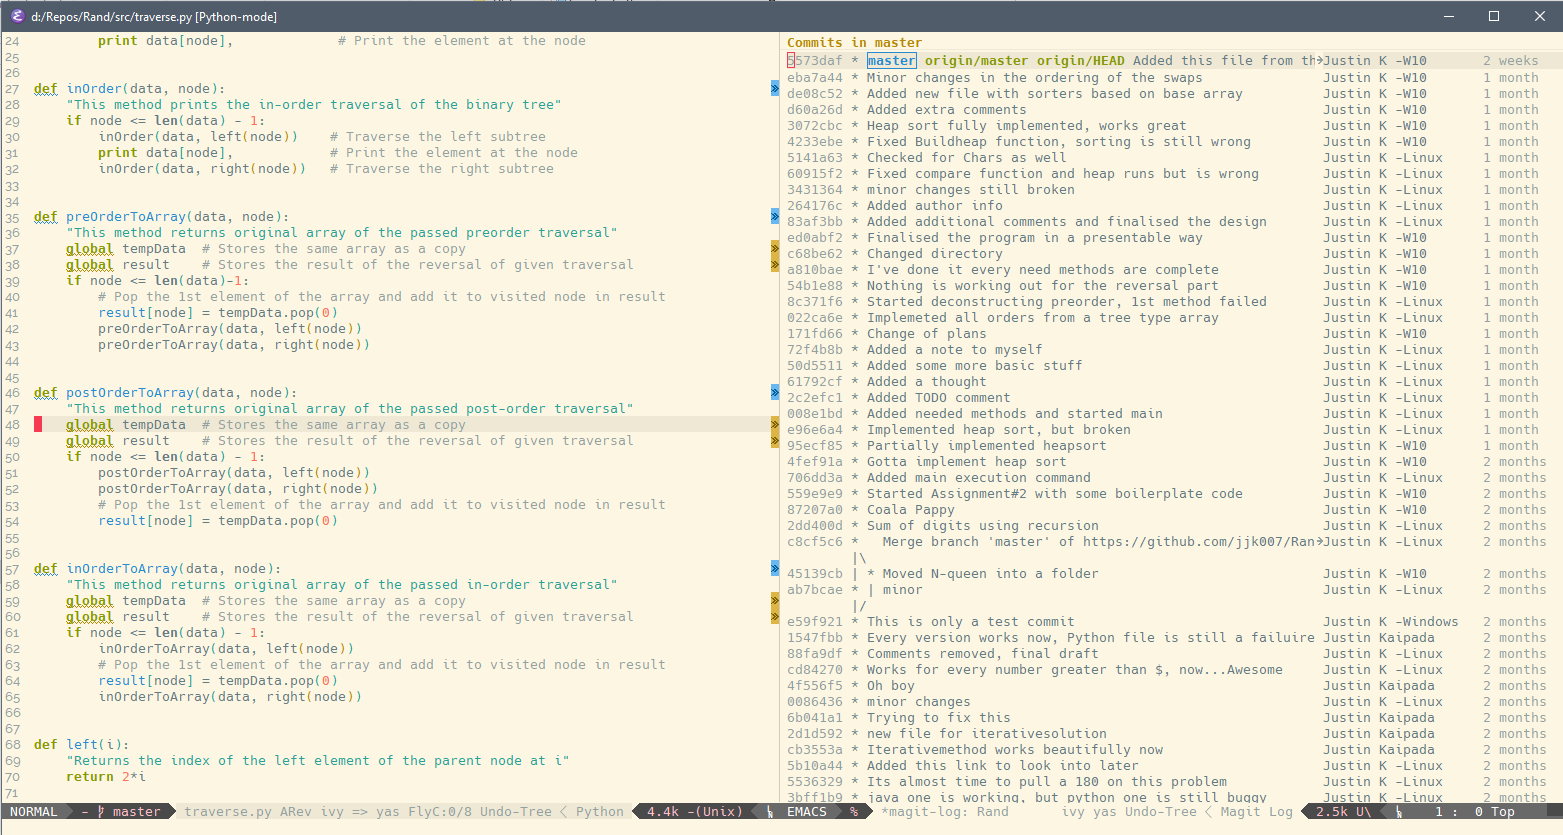 d:/Repos/Rand/src/traverse.py [Python-mode]
24 print data[node], # Print the element at the node
25
26
27 def inOrder(data, node):
28 "This method prints the in-order traversal of the binary tree"
29 if node <= len(data) - 1:
30 inOrder(data, left(node)) # Traverse the left subtree
31 print data[node], # Print the element at the node
32 inOrder(data, right(node)) # Traverse the right subtree
33
34
35 def preOrderToArray(data, node):
36 "This method returns original array of the passed preorder traversal"
37 global tempData # Stores the same array as a copy
38 global result # Stores the result of the reversal of given traversal
39 if node <= len(data)-1:
40 # Pop the 1st element of the array and add it to visited node in result
41 result[node] = tempData.pop(0)
42 preOrderToArray(data, left(node))
43 preOrderToArray(data, right(node))
44
45
46 def postOrderToArray(data, node):
47 "This method returns original array of the passed post-order traversal"
48 global tempData # Stores the same array as a copy
49 global result # Stores the result of the reversal of given traversal
50 if node <= len(data) - 1:
51 postOrderToArray(data, left(node))
52 postOrderToArray(data, right(node))
53 # Pop the 1st element of the array and add it to visited node in result
54 result[node] = tempData.pop(0)
55
56
57 def inOrderToArray(data, node):
58 "This method returns original array of the passed in-order traversal"
59 global tempData # Stores the same array as a copy
60 global result # Stores the result of the reversal of given traversal
61 if node <= len(data) - 1:
62 inOrderToArray(data, left(node))
63 # Pop the 1st element of the array and add it to visited node in result
64 result[node] = tempData.pop(0)
65 inOrderToArray(data, right(node))
66
67
68 def left(i):
69 "Returns the index of the left element of the parent node at i"
70 return 2*i
71
NORMAL - master traverse.py ARev ivy => yas FlyC:0/8 Undo-Tree < Python 4.4k -(Unix)
Commits in master
5573daf * master origin/master origin/HEAD Added this file from th Justin K -W10 2 weeks
eba7a44 * Minor changes in the ordering of the swaps Justin K -W10 1 month
de08c52 * Added new file with sorters based on base array Justin K -W10 1 month
d60a26d * Added extra comments Justin K -W10 1 month
3072cbc * Heap sort fully implemented, works great Justin K -W10 1 month
4233ebe * Fixed Buildheap function, sorting is still wrong Justin K -W10 1 month
5141a63 * Checked for Chars as well Justin K -Linux 1 month
60915f2 * Fixed compare function and heap runs but is wrong Justin K -Linux 1 month
3431364 * minor changes still broken Justin K -Linux 1 month
264176c * Added author info Justin K -Linux 1 month
83af3bb * Added additional comments and finalised the design Justin K -Linux 1 month
ed0abf2 * Finalised the program in a presentable way Justin K -W10 1 month
c68be62 * Changed directory Justin K -W10 1 month
a810bae * I've done it every need methods are complete Justin K -W10 1 month
54b1e88 * Nothing is working out for the reversal part Justin K -W10 1 month
8c371f6 * Started deconstructing preorder, 1st method failed Justin K -Linux 1 month
022ca6e * Implemeted all orders from a tree type array Justin K -Linux 1 month
171fd66 * Change of plans Justin K -W10 1 month
72f4b8b * Added a note to myself Justin K -Linux 1 month
50d5511 * Added some more basic stuff Justin K -Linux 1 month
61792cf * Added a thought Justin K -Linux 1 month
2c2efc1 * Added TODO comment Justin K -Linux 1 month
008e1bd * Added needed methods and started main Justin K -Linux 1 month
e96e6a4 * Implemented heap sort, but broken Justin K -Linux 1 month
95ecf85 * Partially implemented heapsort Justin K -W10 1 month
4fef91a * Gotta implement heap sort Justin K -W10 2 months
706dd3a * Added main execution command Justin K -Linux 2 months
559e9e9 * Started Assignment#2 with some boilerplate code Justin K -W10 2 months
87207a0 * Coala Pappy Justin K -W10 2 months
2dd400d * Sum of digits using recursion Justin K -Linux 2 months
c8cf5c6 * Merge branch 'master' of https://github.com/jjk007/Ran Justin K -Linux 2 months
|\
45139cb | * Moved N-queen into a folder Justin K -W10 2 months
ab7bcae * | minor Justin K -Linux 2 months
|/
e59f921 * This is only a test commit Justin K -Windows 2 months
1547fbb * Every version works now, Python file is still a failuire Justin Kaipada 2 months
88fa9df * Comments removed, final draft Justin K -Linux 2 months
cd84270 * Works for every number greater than $, now...Awesome Justin K -Linux 2 months
4f556f5 * Oh boy Justin Kaipada 2 months
0086436 * minor changes Justin K -Linux 2 months
6b041a1 * Trying to fix this Justin Kaipada 2 months
2d1d592 * new file for iterativesolution Justin Kaipada 2 months
cb3553a * Iterativemethod works beautifully now Justin Kaipada 2 months
5b10a44 * Added this link to look into later Justin K -Linux 2 months
5536329 * Its almost time to pull a 180 on this problem Justin K -Linux 2 months
3bff1b9 * java one is working, but python one is still buggy Justin K -Linux 2 months
EMACS % *magit-log: Rand ivy yas Undo-Tree < Magit Log 2.5k U\ 1 : 0 Top